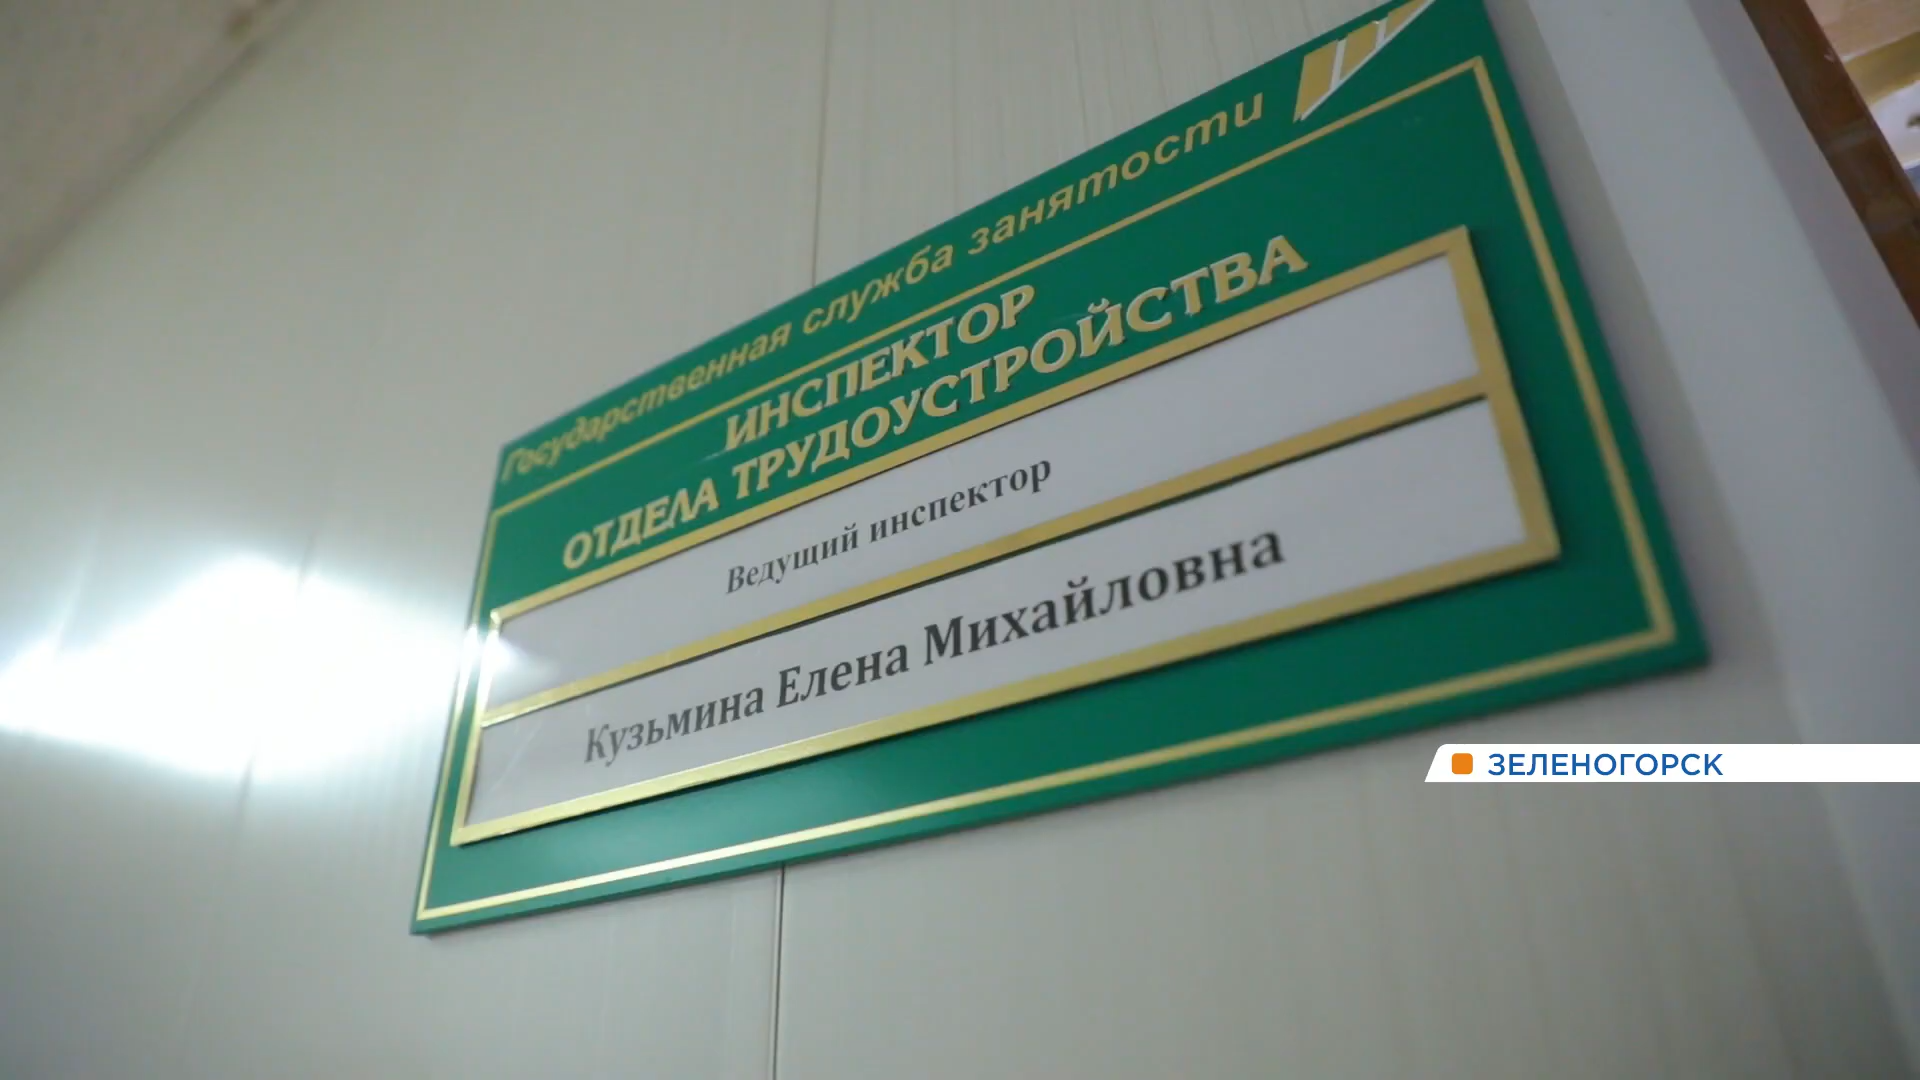 Государственная служба занятости
ИНСПЕКТОР
ОТДЕЛА ТРУДОУСТРОЙСТВА
Ведущий инспектор
Кузьмина Елена Михайловна
ЗЕЛЕНОГОРСК